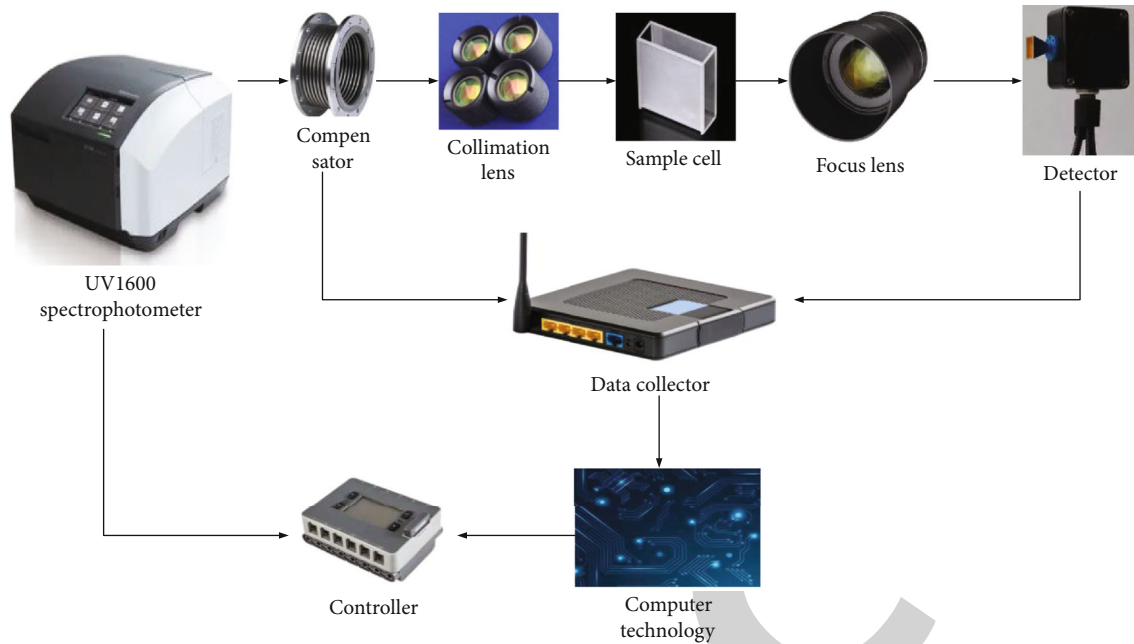 Compen
sator
Collimation
lens
Sample cell
Focus lens
Detector
UV1600
spectrophotometer
Data collector
Controller
Computer
technology